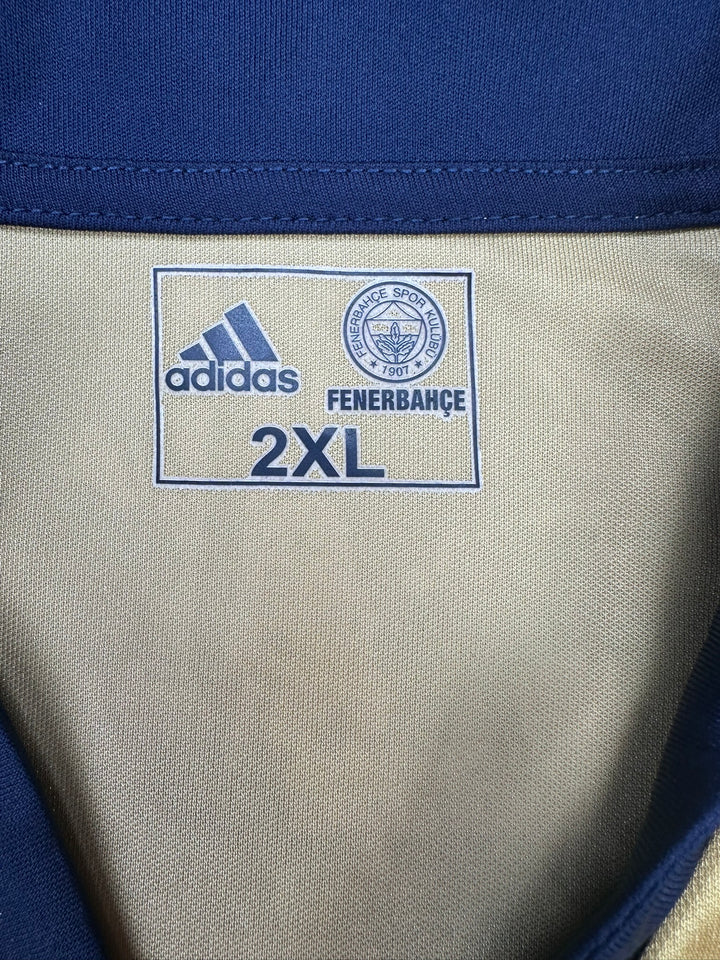 adidas
FENERBAHÇE SPOR KULÜBÜ
★ 1907 ★
FENERBAHÇE
2XL